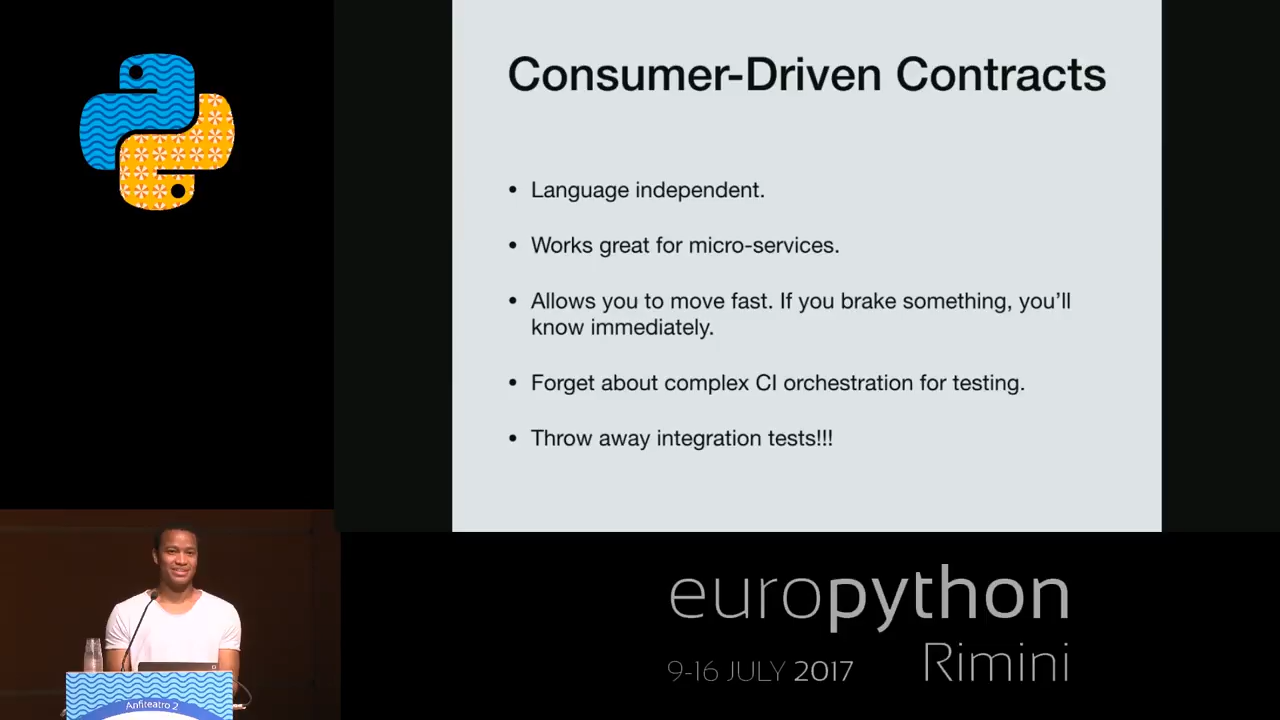 Consumer-Driven Contracts
• Language independent.
• Works great for micro-services.
• Allows you to move fast. If you brake something, you'll
know immediately.
• Forget about complex CI orchestration for testing.
• Throw away integration tests!!!
Anfiteatro 2
europython
Rimini
9-16 JULY 2017